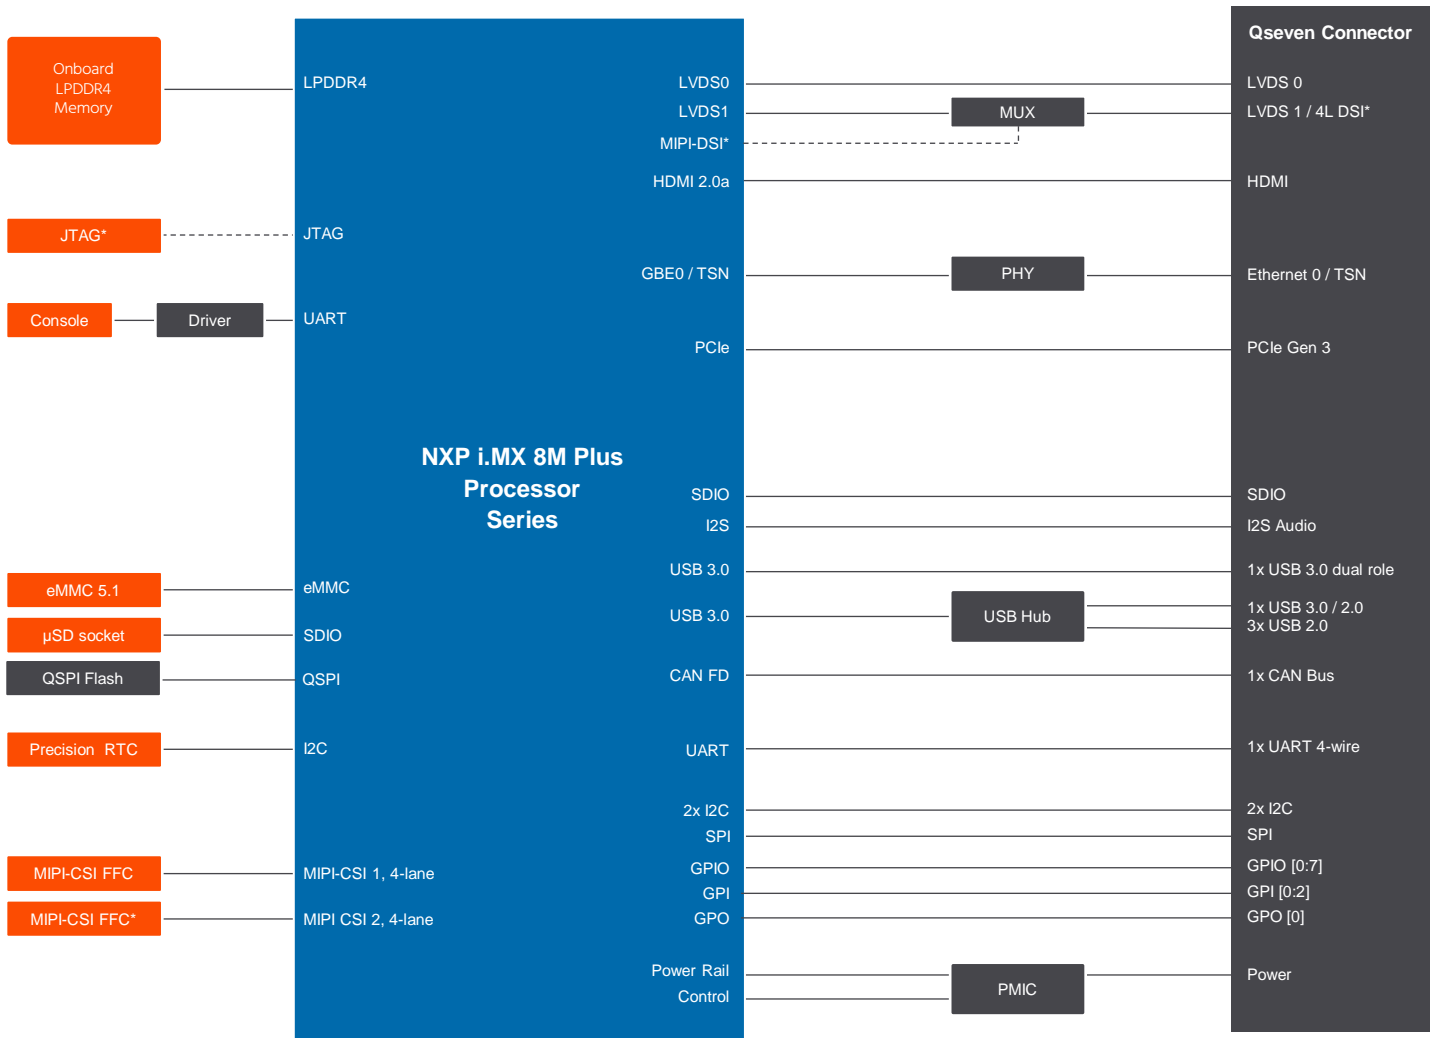 Onboard
LPDDR4
Memory
JTAG*
Console
Driver
eMMC 5.1
µSD socket
QSPI Flash
Precision RTC
MIPI-CSI FFC
MIPI-CSI FFC*
LPDDR4
JTAG
UART
eMMC
SDIO
QSPI
I2C
MIPI-CSI 1, 4-lane
MIPI CSI 2, 4-lane
NXP i.MX 8M Plus
Processor
Series
LVDS0
LVDS1
MIPI-DSI*
HDMI 2.0a
GBE0 / TSN
PCIe
SDIO
I2S
USB 3.0
USB 3.0
CAN FD
UART
2x I2C
SPI
GPIO
GPI
GPO
Power Rail
Control
MUX
PHY
USB Hub
PMIC
Qseven Connector
LVDS 0
LVDS 1 / 4L DSI*
HDMI
Ethernet 0 / TSN
PCIe Gen 3
SDIO
I2S Audio
1x USB 3.0 dual role
1x USB 3.0 / 2.0
3x USB 2.0
1x CAN Bus
1x UART 4-wire
2x I2C
SPI
GPIO [0:7]
GPI [0:2]
GPO [0]
Power